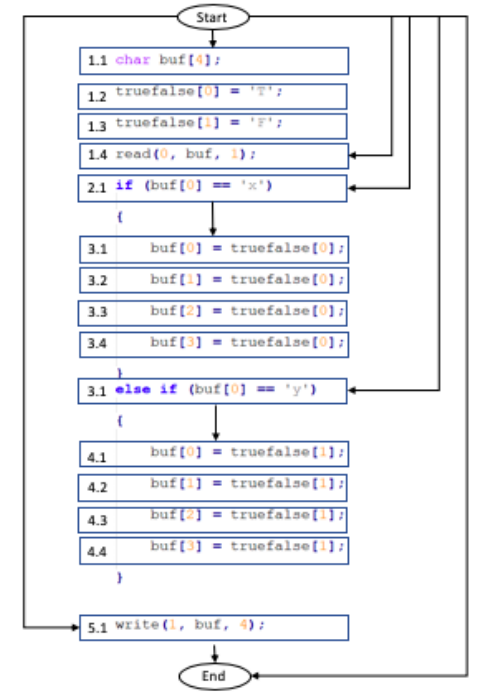 Start
1.1 char buf[4];
1.2 truefalse[0] = 'T';
1.3 truefalse[1] = 'F';
1.4 read(0, buf, 1);
2.1 if (buf[0] == 'x')
{
3.1 buf[0] = truefalse[0];
3.2 buf[1] = truefalse[0];
3.3 buf[2] = truefalse[0];
3.4 buf[3] = truefalse[0];
}
3.1 else if (buf[0] == 'y')
{
4.1 buf[0] = truefalse[1];
4.2 buf[1] = truefalse[1];
4.3 buf[2] = truefalse[1];
4.4 buf[3] = truefalse[1];
}
5.1 write(1, buf, 4);
End